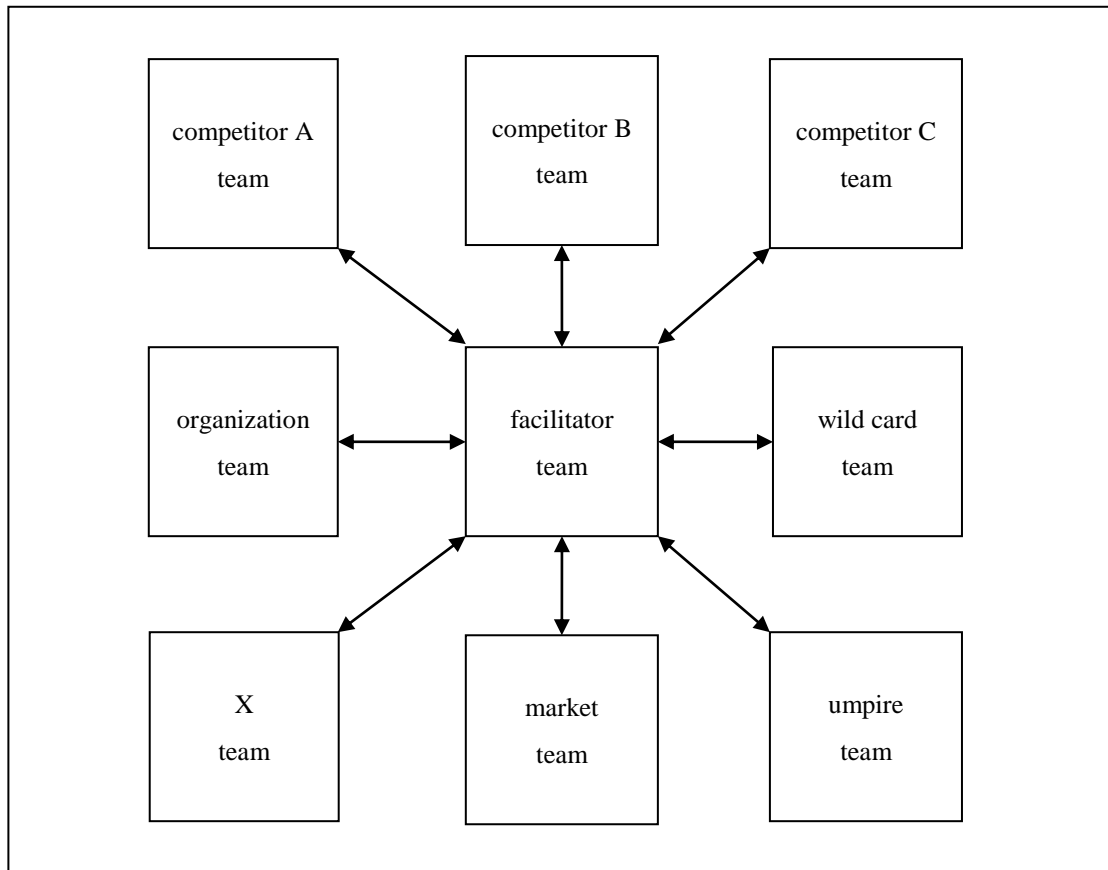 competitor A
team
competitor B
team
competitor C
team
organization
team
facilitator
team
wild card
team
X
team
market
team
umpire
team